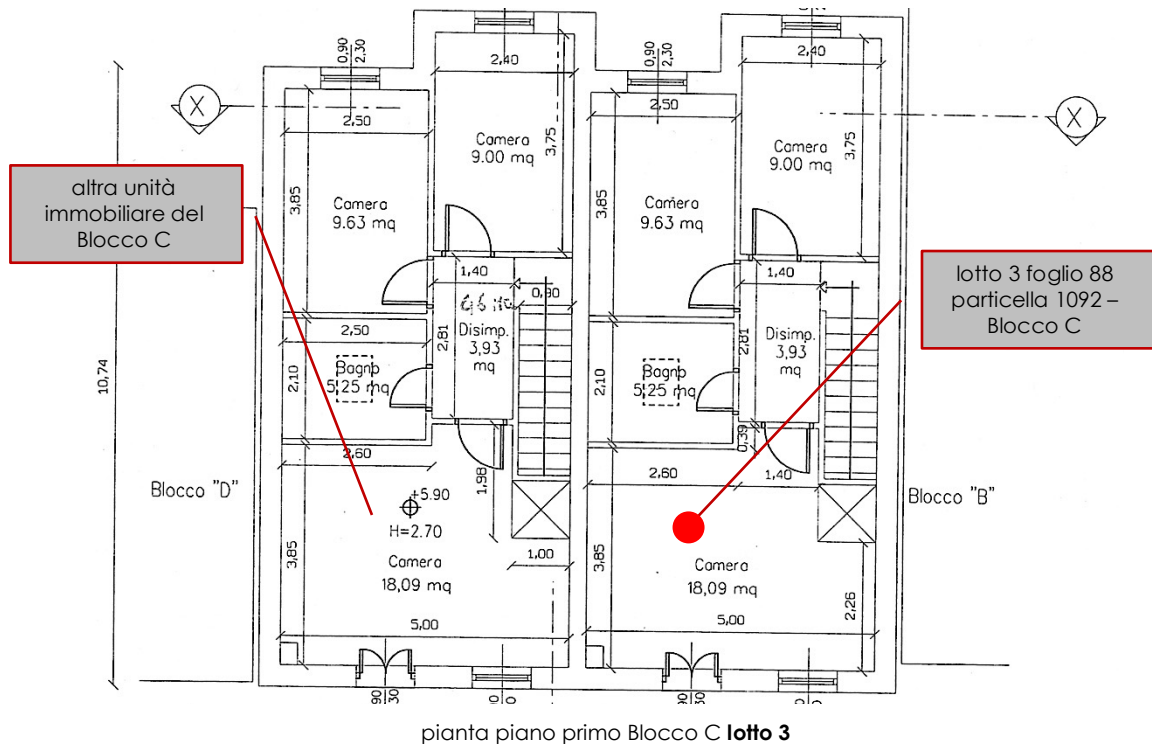 0,90
2,30
2,40
0,90
2,30
2,40
X
2,50
2,50
X
Camera
9.00 mq
3,75
Camera
9.00 mq
3,75
altra unità
immobiliare del
Blocco C
3,85
Camera
9.63 mq
3,85
Camera
9.63 mq
lotto 3 foglio 88
particella 1092 –
Blocco C
1,40
0,90
1,40
10,74
2,50
2,81
Disimp.
3,93
mq
2,81
Disimp.
3,93
mq
2,10
Bagno
5,25 mq
2,10
Bagno
5,25 mq
0,39
2,60
1,98
2,60
1,40
Blocco "D"
+5.90
H=2.70
Blocco "B"
3,85
Camera
18,09 mq
1,00
3,85
Camera
18,09 mq
2,26
5,00
5,00
pianta piano primo Blocco C lotto 3